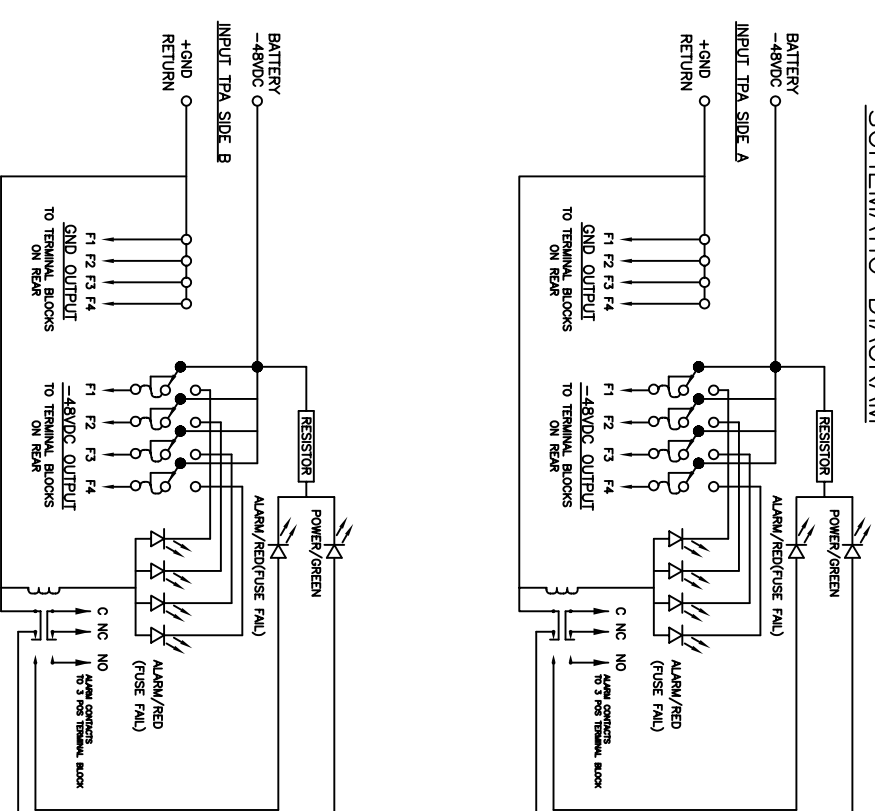 SCHEMATIC DIAGRAM
BATTERY
-48VDC
INPUT TPA SIDE A
+GND
RETURN
F1 F2 F3 F4
GND OUTPUT
TO TERMINAL BLOCKS
ON REAR
F1 F2 F3 F4
-48VDC OUTPUT
TO TERMINAL BLOCKS
ON REAR
RESISTOR
POWER/GREEN
ALARM/RED(FUSE FAIL)
ALARM/RED
(FUSE FAIL)
C NC NO
ALARM CONTACTS
TO 3 POS TERMINAL BLOCK
BATTERY
-48VDC
INPUT TPA SIDE B
+GND
RETURN
F1 F2 F3 F4
GND OUTPUT
TO TERMINAL BLOCKS
ON REAR
F1 F2 F3 F4
-48VDC OUTPUT
TO TERMINAL BLOCKS
ON REAR
RESISTOR
POWER/GREEN
ALARM/RED(FUSE FAIL)
ALARM/RED
(FUSE FAIL)
C NC NO
ALARM CONTACTS
TO 3 POS TERMINAL BLOCK